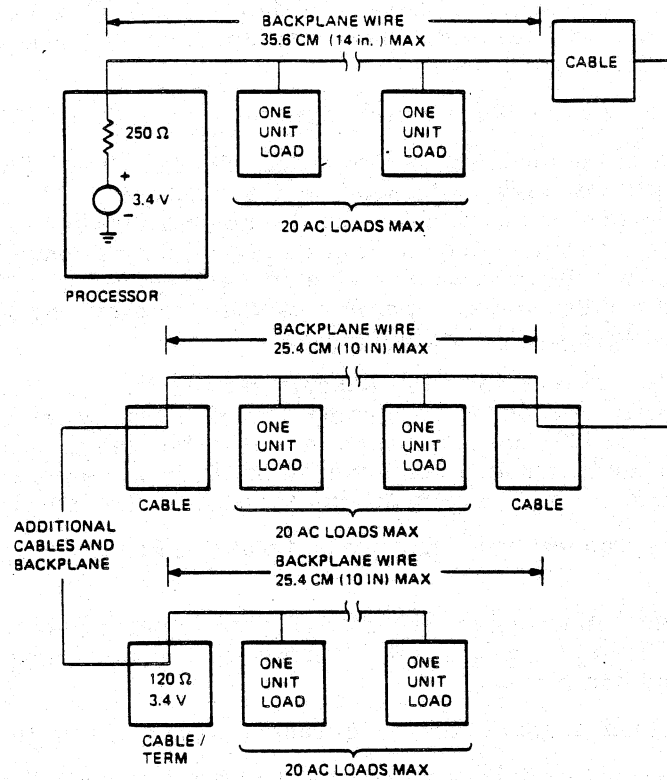 BACKPLANE WIRE
35.6 CM (14 in.) MAX
CABLE
250 Ω
+
3.4 V
−
ONE
UNIT
LOAD
ONE
UNIT
LOAD
20 AC LOADS MAX
PROCESSOR
BACKPLANE WIRE
25.4 CM (10 IN) MAX
ONE
UNIT
LOAD
ONE
UNIT
LOAD
CABLE
CABLE
20 AC LOADS MAX
ADDITIONAL
CABLES AND
BACKPLANE
BACKPLANE WIRE
25.4 CM (10 IN) MAX
120 Ω
3.4 V
ONE
UNIT
LOAD
ONE
UNIT
LOAD
CABLE /
TERM
20 AC LOADS MAX